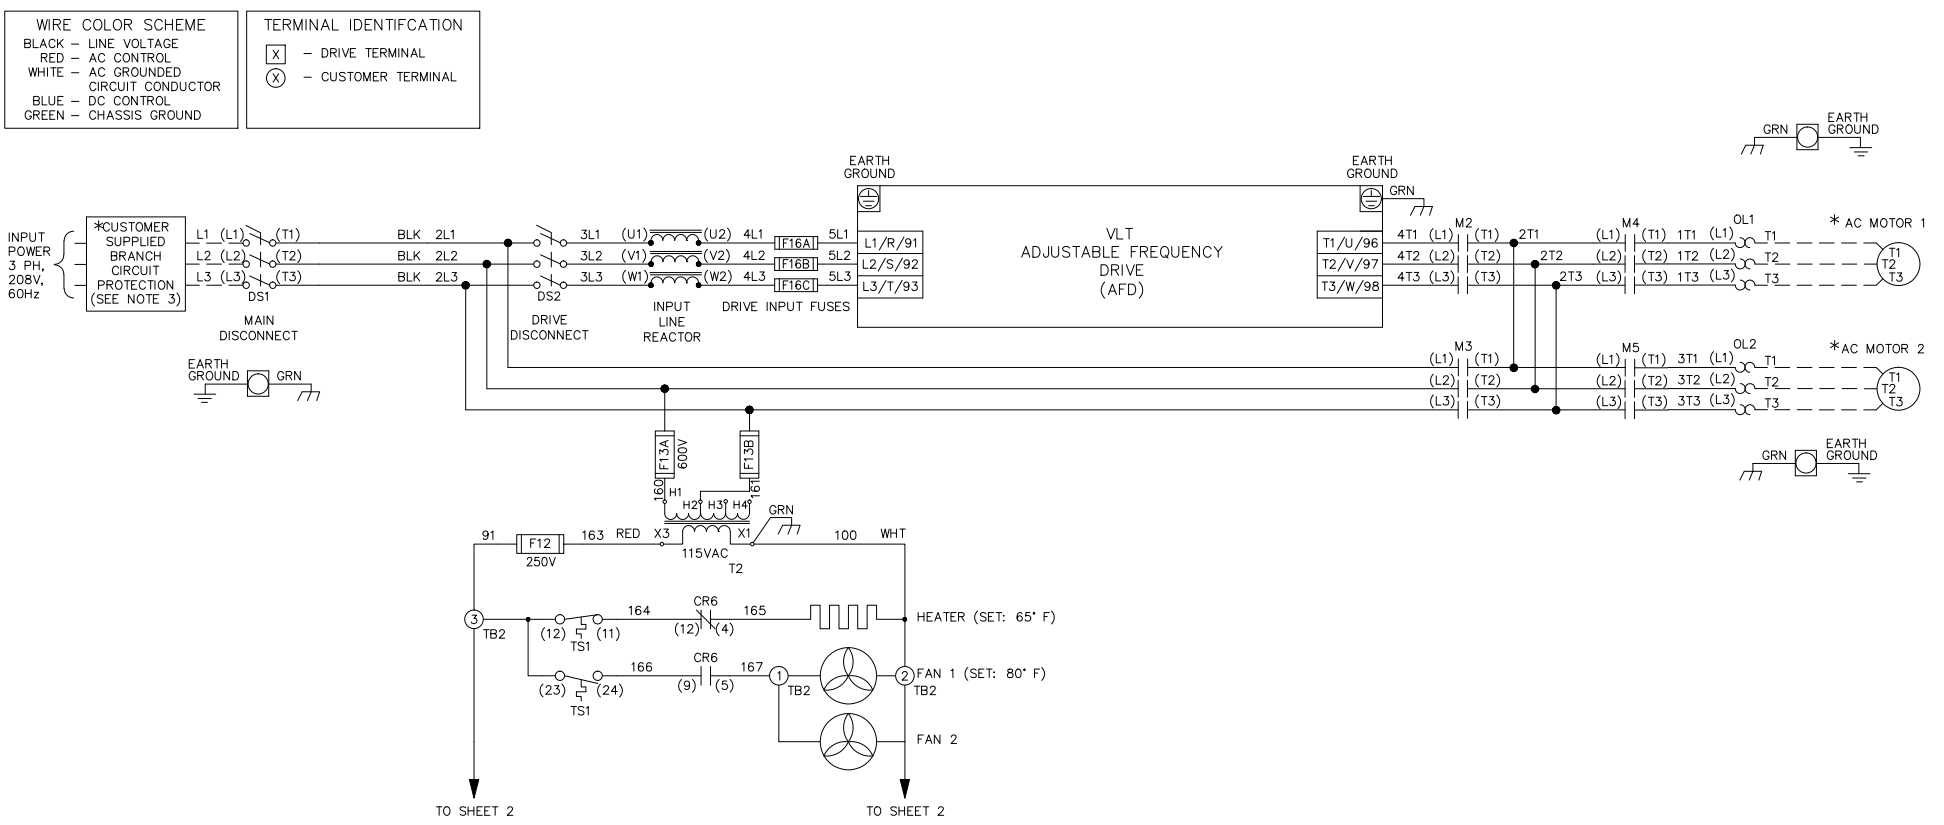 WIRE COLOR SCHEME
BLACK – LINE VOLTAGE
RED – AC CONTROL
WHITE – AC GROUNDED
CIRCUIT CONDUCTOR
BLUE – DC CONTROL
GREEN – CHASSIS GROUND
TERMINAL IDENTIFCATION
X – DRIVE TERMINAL
X – CUSTOMER TERMINAL
INPUT
POWER
3 PH,
208V,
60Hz
*CUSTOMER
SUPPLIED
BRANCH
CIRCUIT
PROTECTION
(SEE NOTE 3)
L1 (L1) (T1) BLK 2L1
L2 (L2) (T2) BLK 2L2
L3 (L3) (T3) BLK 2L3
DS1
MAIN
DISCONNECT
EARTH
GROUND GRN
3L1 (U1) (U2) 4L1 F16A 5L1
3L2 (V1) (V2) 4L2 F16B 5L2
3L3 (W1) (W2) 4L3 F16C 5L3
DS2
DRIVE
DISCONNECT
INPUT
LINE
REACTOR
DRIVE INPUT FUSES
EARTH
GROUND
L1/R/91
L2/S/92
L3/T/93
VLT
ADJUSTABLE FREQUENCY
DRIVE
(AFD)
EARTH
GROUND
GRN
T1/U/96
T2/V/97
T3/W/98
M2 M4 OL1
4T1 (L1) (T1) 2T1 (L1) (T1) 1T1 (L1) T1
4T2 (L2) (T2) 2T2 (L2) (T2) 1T2 (L2) T2
4T3 (L3) (T3) 2T3 (L3) (T3) 1T3 (L3) T3
* AC MOTOR 1
T1
T2
T3
GRN EARTH
GROUND
M3 M5 OL2
(L1) (T1) (L1) (T1) 3T1 (L1) T1
(L2) (T2) (L2) (T2) 3T2 (L2) T2
(L3) (T3) (L3) (T3) 3T3 (L3) T3
*AC MOTOR 2
T1
T2
T3
GRN EARTH
GROUND
F13A
600V
F13B
160
161
H1 H2 H3 H4
GRN
91 F12 163 RED X3 X1 100 WHT
250V
115VAC
T2
3
TB2
(12) (11) 164 CR6 165
TS1
(12) (4)
HEATER (SET: 65° F)
(23) (24) 166 CR6 167
TS1
(9) (5)
1
TB2
2
TB2
FAN 1 (SET: 80° F)
FAN 2
TO SHEET 2
TO SHEET 2